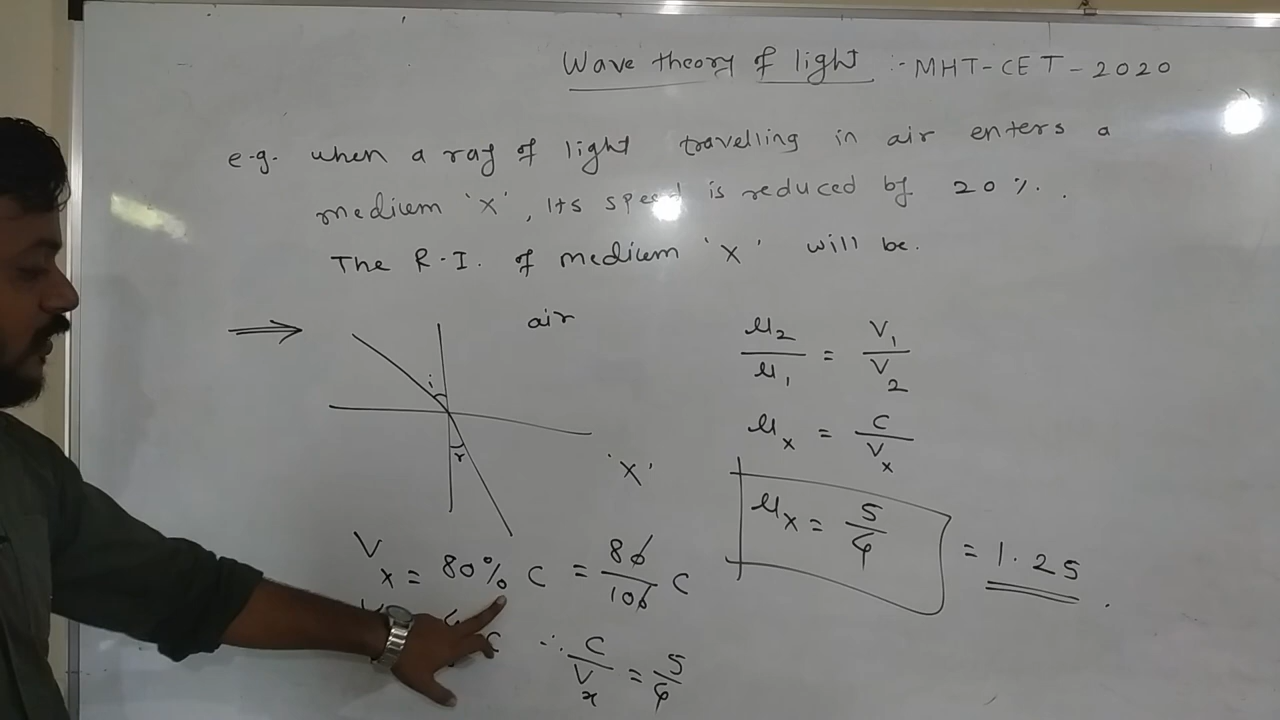 Wave theory of light :- MHT-CET-2020
e.g. when a ray of light travelling in air enters a
medium 'x', Its speed is reduced by 20%.
The R.I. of medium 'x' will be.
air
i
r
'x'
μ2/μ1 = V1/V2
μx = C/Vx
μx = 5/4 = 1.25.
Vx = 80% C = 80/100 C
∴ C/Vx = 5/4